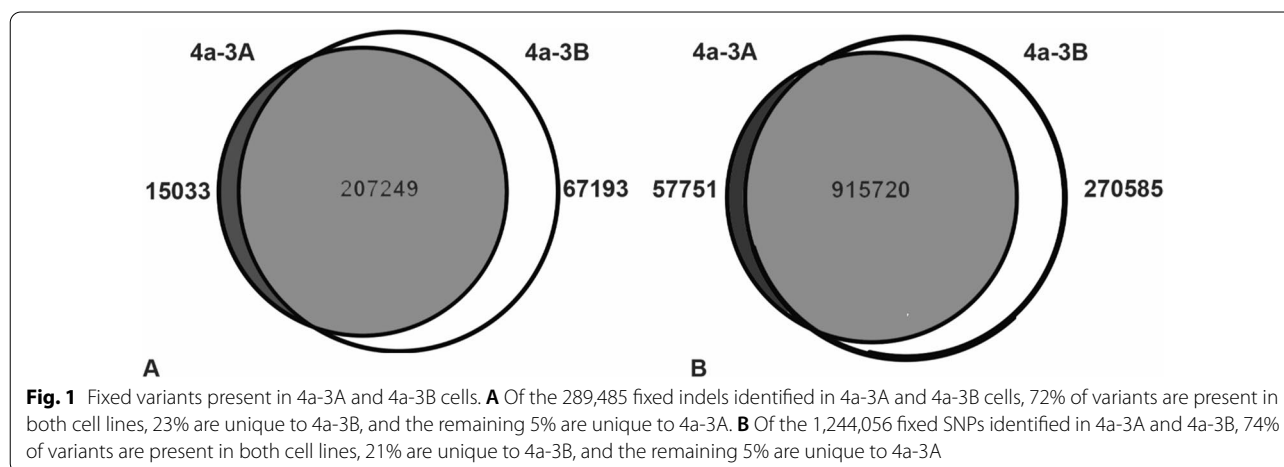 4a-3A 4a-3B 4a-3A 4a-3B
15033 207249 67193 57751 915720 270585
A B
Fig. 1 Fixed variants present in 4a-3A and 4a-3B cells. A Of the 289,485 fixed indels identified in 4a-3A and 4a-3B cells, 72% of variants are present in
both cell lines, 23% are unique to 4a-3B, and the remaining 5% are unique to 4a-3A. B Of the 1,244,056 fixed SNPs identified in 4a-3A and 4a-3B, 74%
of variants are present in both cell lines, 21% are unique to 4a-3B, and the remaining 5% are unique to 4a-3A